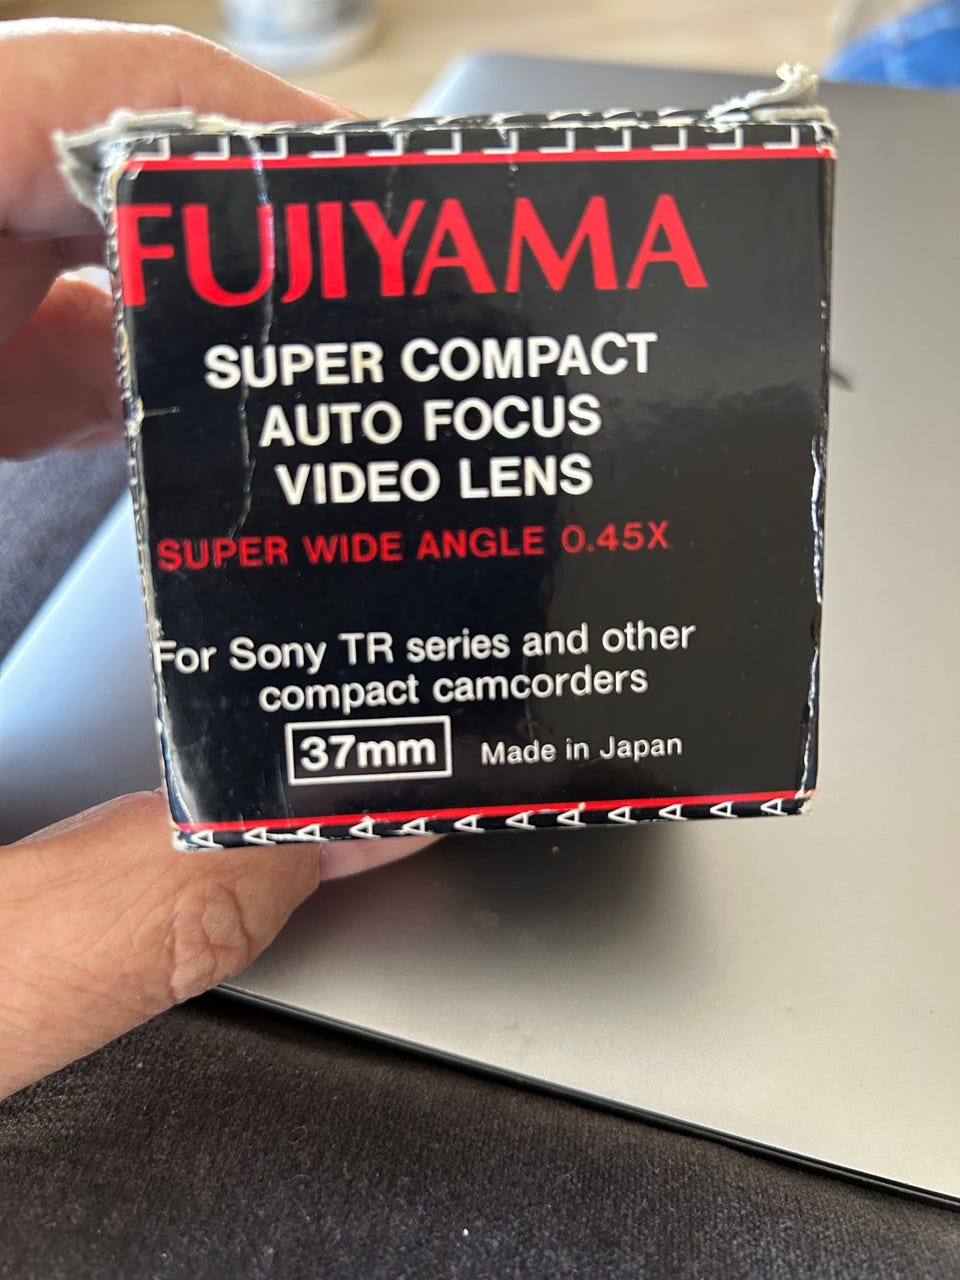 FUJIYAMA
SUPER COMPACT
AUTO FOCUS
VIDEO LENS
SUPER WIDE ANGLE 0.45X
For Sony TR series and other
compact camcorders
37mm Made in Japan